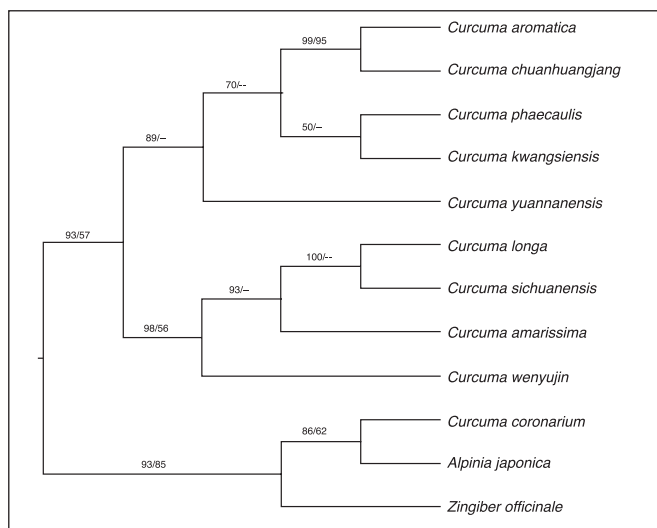 99/95
Curcuma aromatica
Curcuma chuanhuangjang
70/--
Curcuma phaecaulis
50/–
Curcuma kwangsiensis
89/–
Curcuma yuannanensis
93/57
Curcuma longa
100/--
Curcuma sichuanensis
93/–
Curcuma amarissima
98/56
Curcuma wenyujin
Curcuma coronarium
86/62
Alpinia japonica
93/85
Zingiber officinale